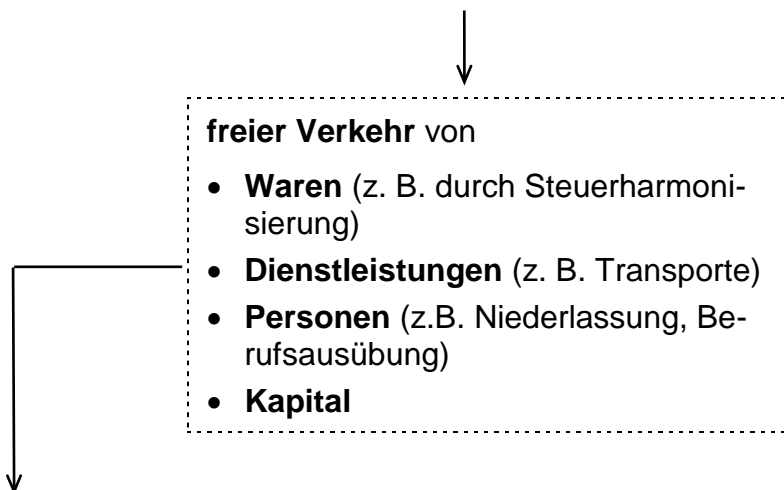 freier Verkehr von
• Waren (z. B. durch Steuerharmoni-
sierung)
• Dienstleistungen (z. B. Transporte)
• Personen (z.B. Niederlassung, Be-
rufsausübung)
• Kapital